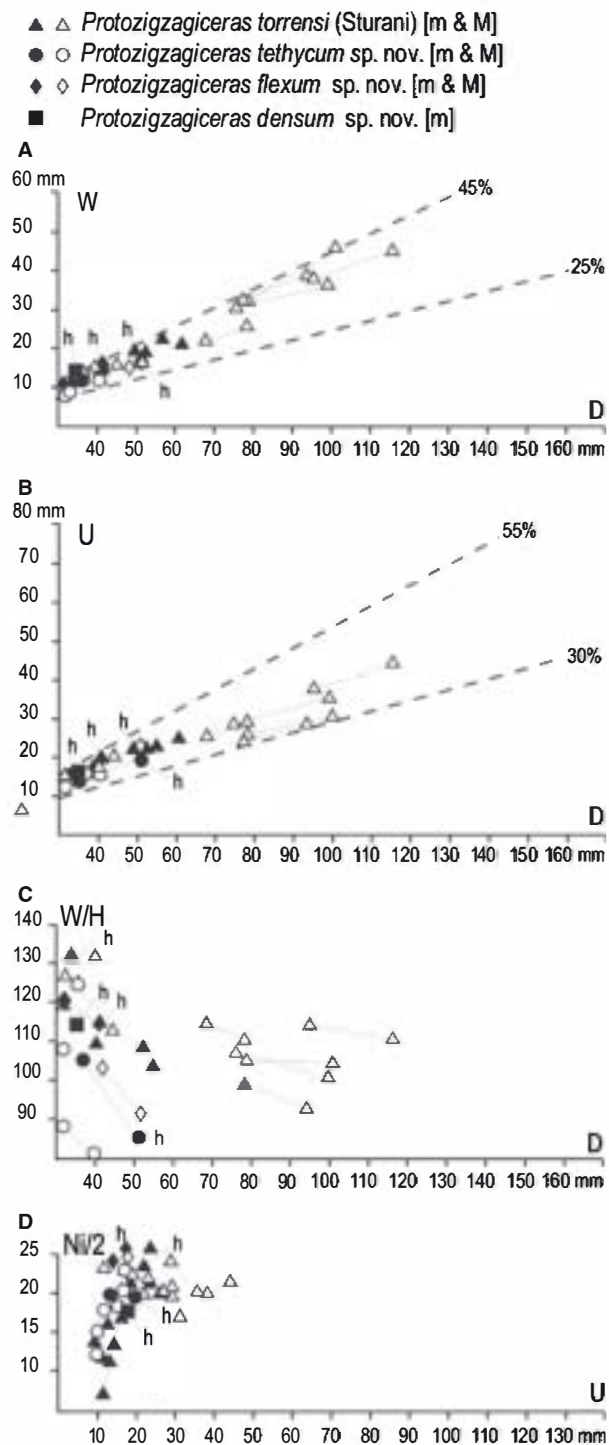 ▲ △ Protozigzagiceras torrensi (Sturani) [m & M]
● ○ Protozigzagiceras tethycum sp. nov. [m & M]
◆ ◇ Protozigzagiceras flexum sp. nov. [m & M]
■ Protozigzagiceras densum sp. nov. [m]
A
60 mm
W
45%
50
40
25%
30
h h h
20
h
10
D
40 50 60 70 80 90 100 110 120 130 140 150 160 mm
B
80 mm
U
55%
70
60
50
30%
40
h h h
30
20
h
10
D
40 50 60 70 80 90 100 110 120 130 140 150 160 mm
C
W/H
140
h
130
120
h h
110
100
90
h
D
40 50 60 70 80 90 100 110 120 130 140 150 160 mm
D
Ni/2
25
h h
20
h
15
h
10
U
10 20 30 40 50 60 70 80 90 100 110 120 130 mm